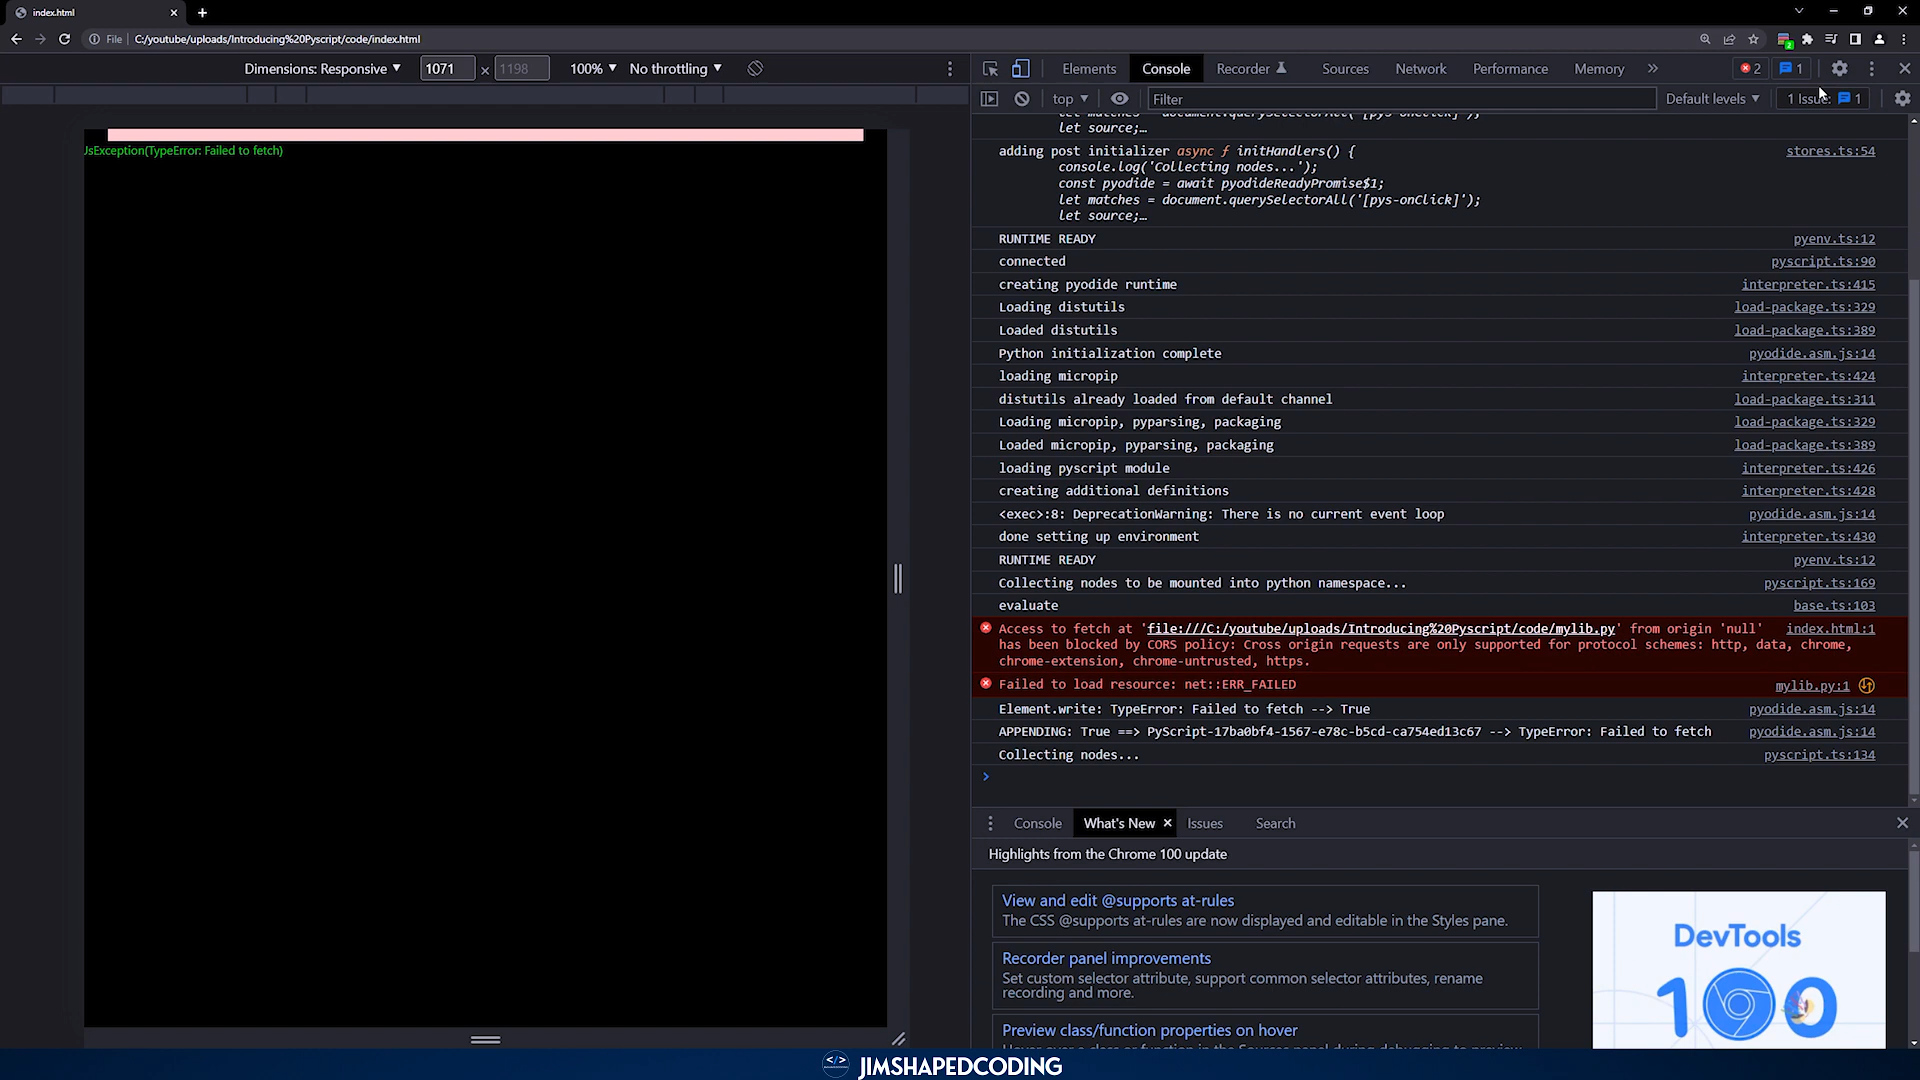 index.html
File
C:/youtube/uploads/Introducing%20Pyscript/code/index.html
2
Dimensions: Responsive
1071
×
1198
100%
No throttling
Elements
Console
Recorder
Sources
Network
Performance
Memory
2
1
top
Filter
Default levels
1 Issue:
1
let matches = document.querySelectorAll('[pys-onClick]');
let source;…
adding post initializer async ƒ initHandlers() {
stores.ts:54
console.log('Collecting nodes...');
const pyodide = await pyodideReadyPromise$1;
let matches = document.querySelectorAll('[pys-onClick]');
let source;…
RUNTIME READY
pyenv.ts:12
connected
pyscript.ts:90
creating pyodide runtime
interpreter.ts:415
Loading distutils
load-package.ts:329
Loaded distutils
load-package.ts:389
Python initialization complete
pyodide.asm.js:14
loading micropip
interpreter.ts:424
distutils already loaded from default channel
load-package.ts:311
Loading micropip, pyparsing, packaging
load-package.ts:329
Loaded micropip, pyparsing, packaging
load-package.ts:389
loading pyscript module
interpreter.ts:426
creating additional definitions
interpreter.ts:428
<exec>:8: DeprecationWarning: There is no current event loop
pyodide.asm.js:14
done setting up environment
interpreter.ts:430
RUNTIME READY
pyenv.ts:12
Collecting nodes to be mounted into python namespace...
pyscript.ts:169
evaluate
base.ts:103
Access to fetch at 'file:///C:/youtube/uploads/Introducing%20Pyscript/code/mylib.py' from origin 'null'
index.html:1
has been blocked by CORS policy: Cross origin requests are only supported for protocol schemes: http, data, chrome,
chrome-extension, chrome-untrusted, https.
Failed to load resource: net::ERR_FAILED
mylib.py:1
Element.write: TypeError: Failed to fetch --> True
pyodide.asm.js:14
APPENDING: True ==> PyScript-17ba0bf4-1567-e78c-b5cd-ca754ed13c67 --> TypeError: Failed to fetch
pyodide.asm.js:14
Collecting nodes...
pyscript.ts:134
JsException(TypeError: Failed to fetch)
Console
What's New
Issues
Search
Highlights from the Chrome 100 update
View and edit @supports at-rules
The CSS @supports at-rules are now displayed and editable in the Styles pane.
Recorder panel improvements
Set custom selector attribute, support common selector attributes, rename
recording and more.
Preview class/function properties on hover
DevTools
100
JIMSHAPEDCODING